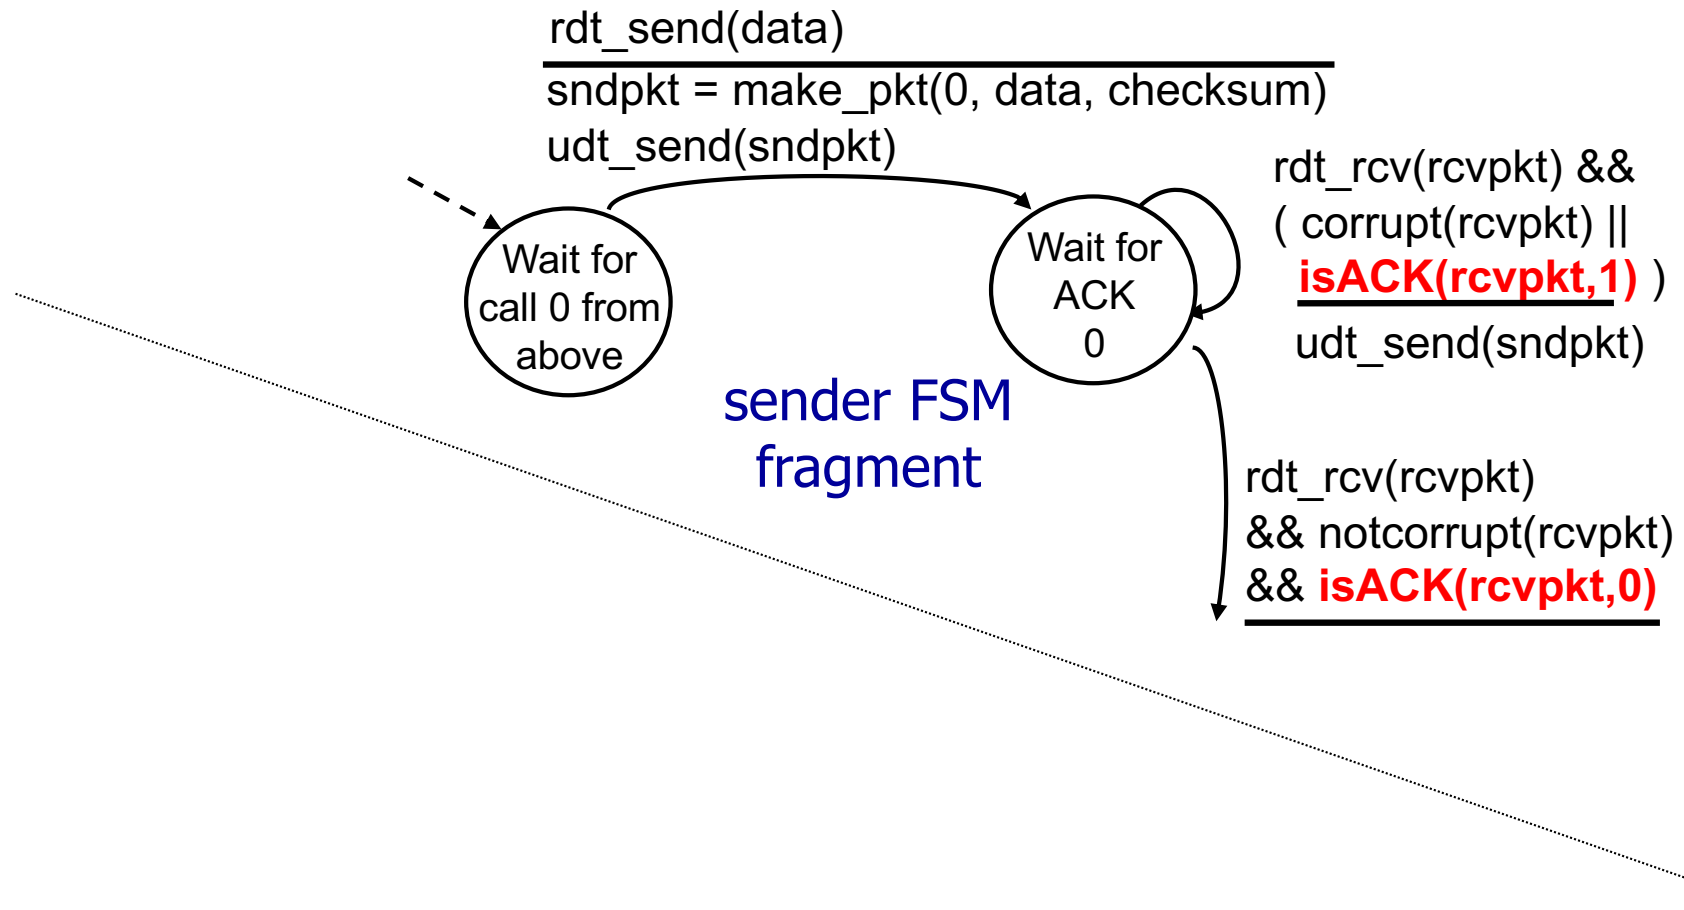 rdt_send(data)
sndpkt = make_pkt(0, data, checksum)
udt_send(sndpkt)
Wait for
call 0 from
above
Wait for
ACK
0
rdt_rcv(rcvpkt) &&
( corrupt(rcvpkt) ||
isACK(rcvpkt,1) )
udt_send(sndpkt)
sender FSM
fragment
rdt_rcv(rcvpkt)
&& notcorrupt(rcvpkt)
&& isACK(rcvpkt,0)